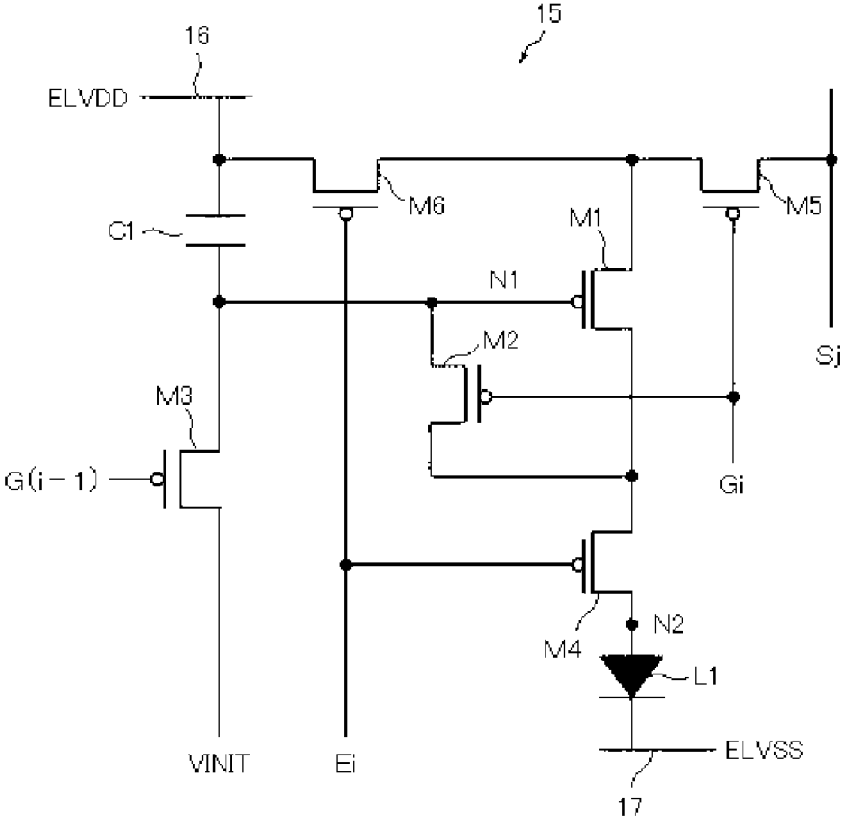 15
16
ELVDD
M6
M5
C1
M1
N1
M2
Sj
M3
G(i-1)
Gi
N2
M4
L1
VINIT
Ei
ELVSS
17